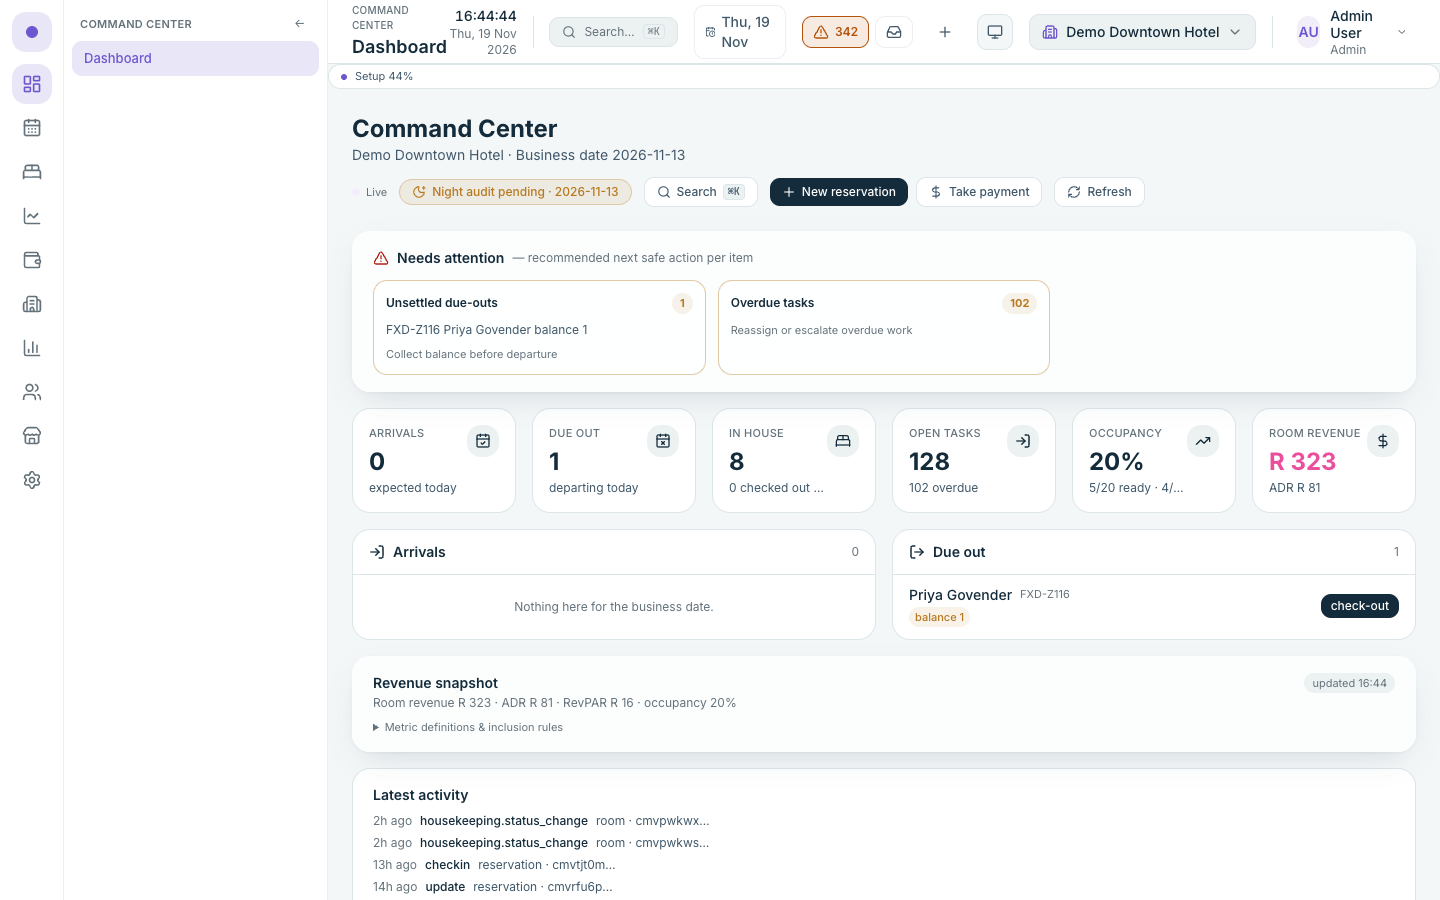 COMMAND CENTER
Dashboard
COMMAND
CENTER
Dashboard
16:44:44
Thu, 19 Nov
2026
Search...
⌘K
Thu, 19
Nov
342
Demo Downtown Hotel
AU
Admin
User
Admin
Setup 44%
Command Center
Demo Downtown Hotel · Business date 2026-11-13
Live
Night audit pending · 2026-11-13
Search ⌘K
New reservation
Take payment
Refresh
Needs attention — recommended next safe action per item
Unsettled due-outs 1
FXD-Z116 Priya Govender balance 1
Collect balance before departure
Overdue tasks 102
Reassign or escalate overdue work
ARRIVALS
0
expected today
DUE OUT
1
departing today
IN HOUSE
8
0 checked out ...
OPEN TASKS
128
102 overdue
OCCUPANCY
20%
5/20 ready · 4/...
ROOM REVENUE
R 323
ADR R 81
Arrivals 0
Nothing here for the business date.
Due out 1
Priya Govender FXD-Z116
balance 1
check-out
Revenue snapshot
updated 16:44
Room revenue R 323 · ADR R 81 · RevPAR R 16 · occupancy 20%
Metric definitions & inclusion rules
Latest activity
2h ago housekeeping.status_change room · cmvpwkwx...
2h ago housekeeping.status_change room · cmvpwkws...
13h ago checkin reservation · cmvtjt0m...
14h ago update reservation · cmvrfu6p...